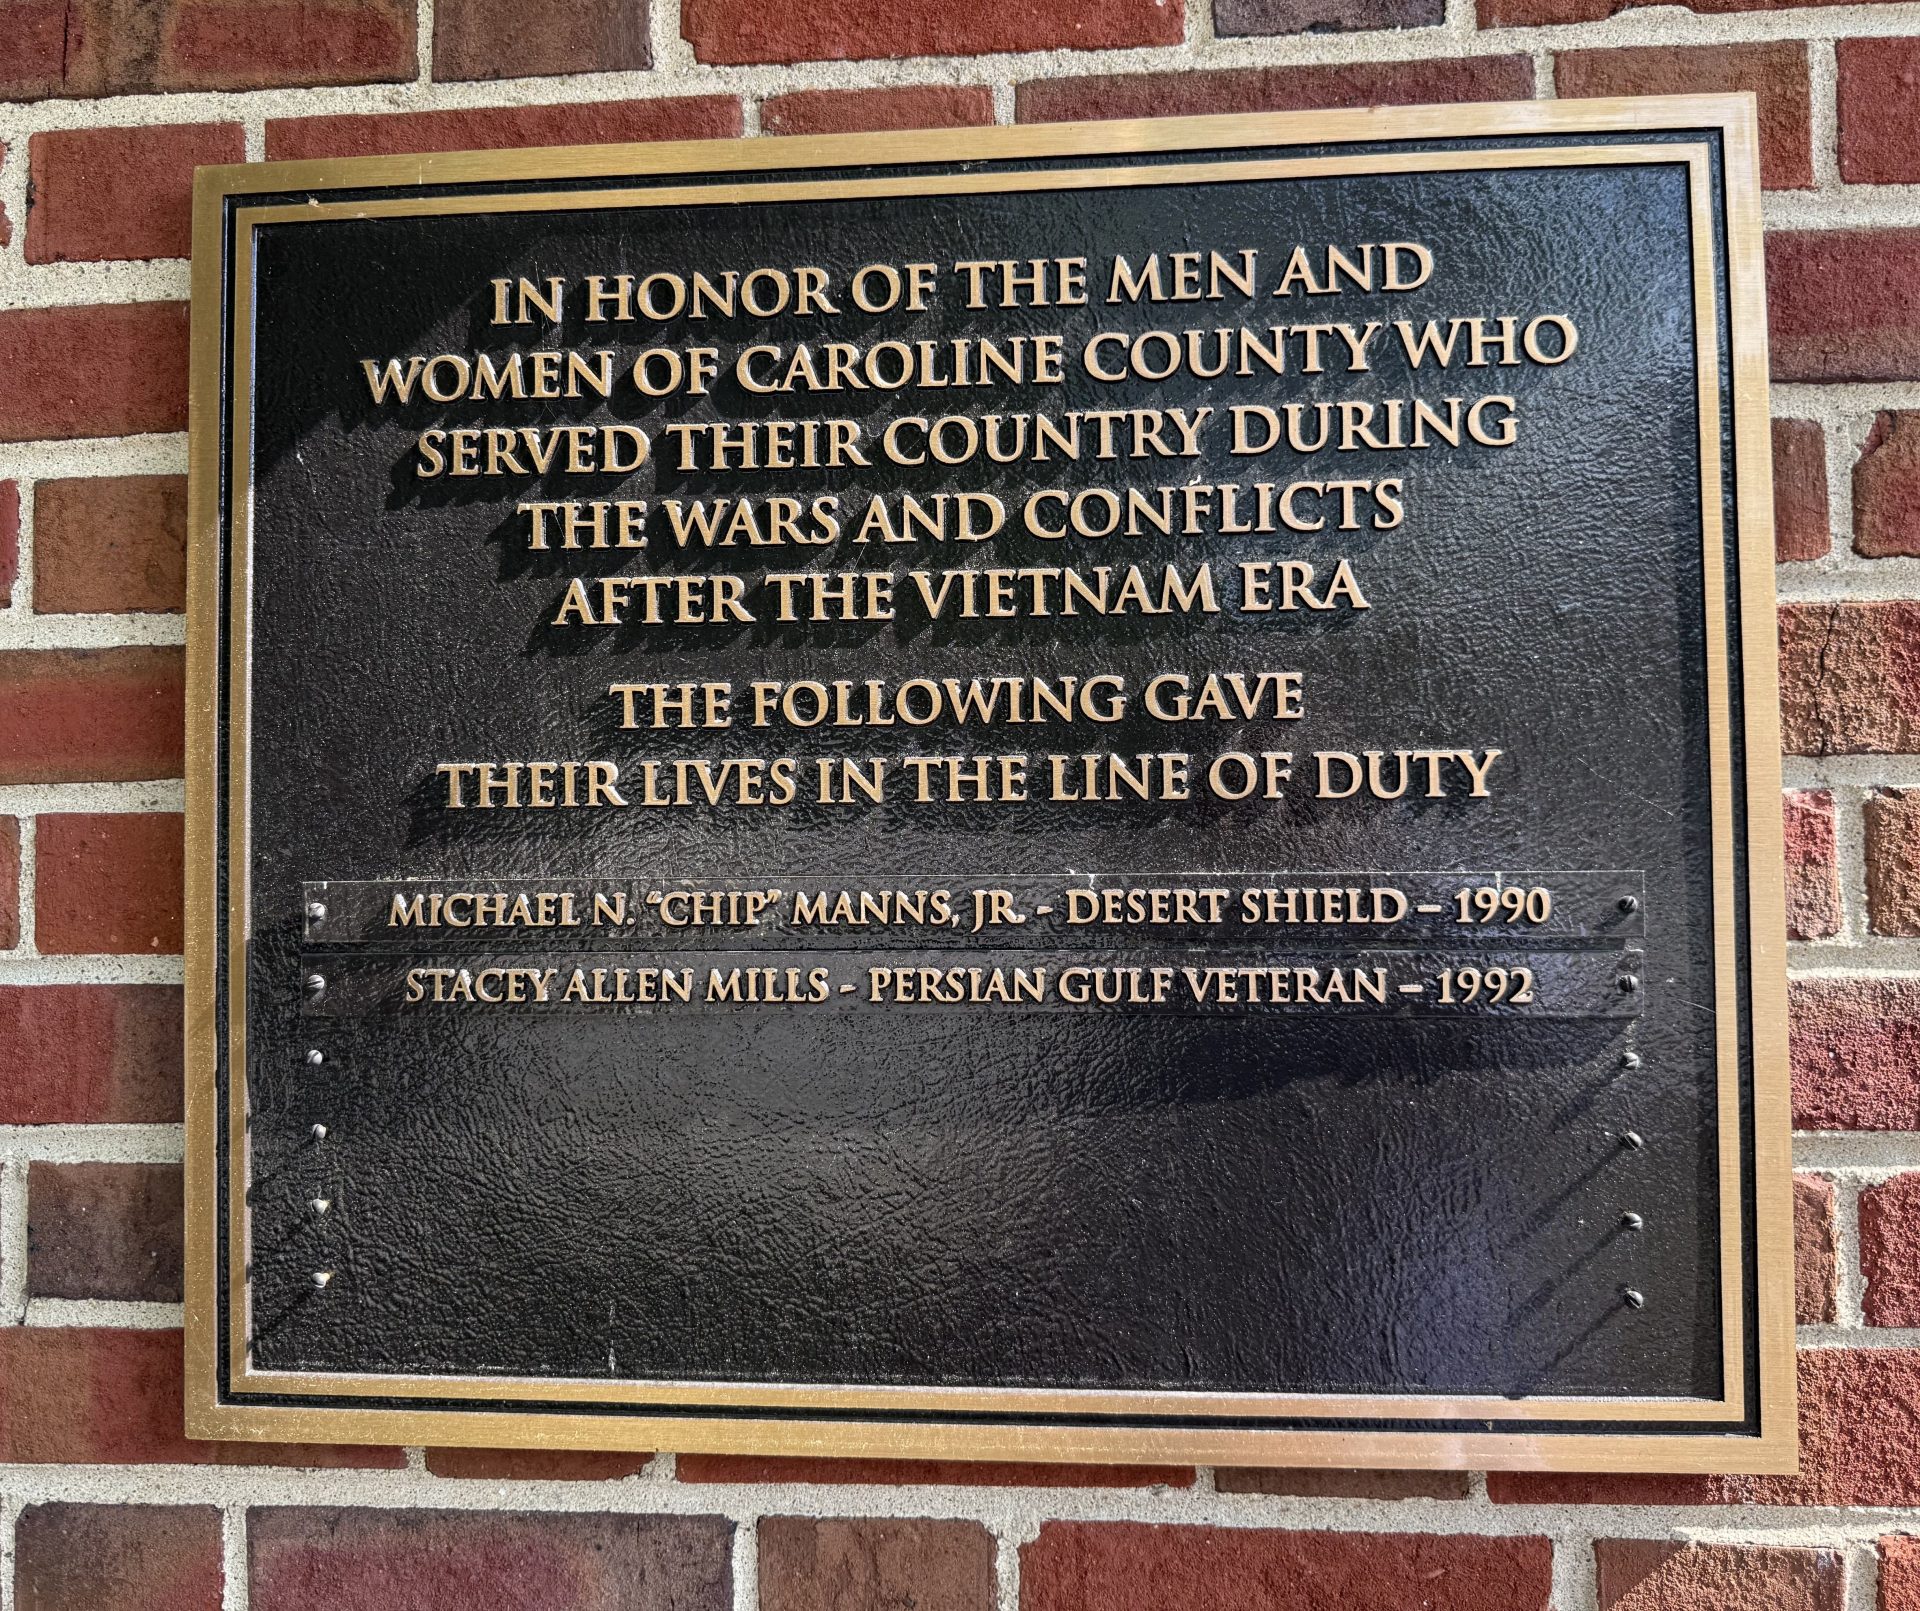 IN HONOR OF THE MEN AND
WOMEN OF CAROLINE COUNTY WHO
SERVED THEIR COUNTRY DURING
THE WARS AND CONFLICTS
AFTER THE VIETNAM ERA
THE FOLLOWING GAVE
THEIR LIVES IN THE LINE OF DUTY
MICHAEL N. “CHIP” MANNS, JR. - DESERT SHIELD – 1990
STACEY ALLEN MILLS - PERSIAN GULF VETERAN – 1992